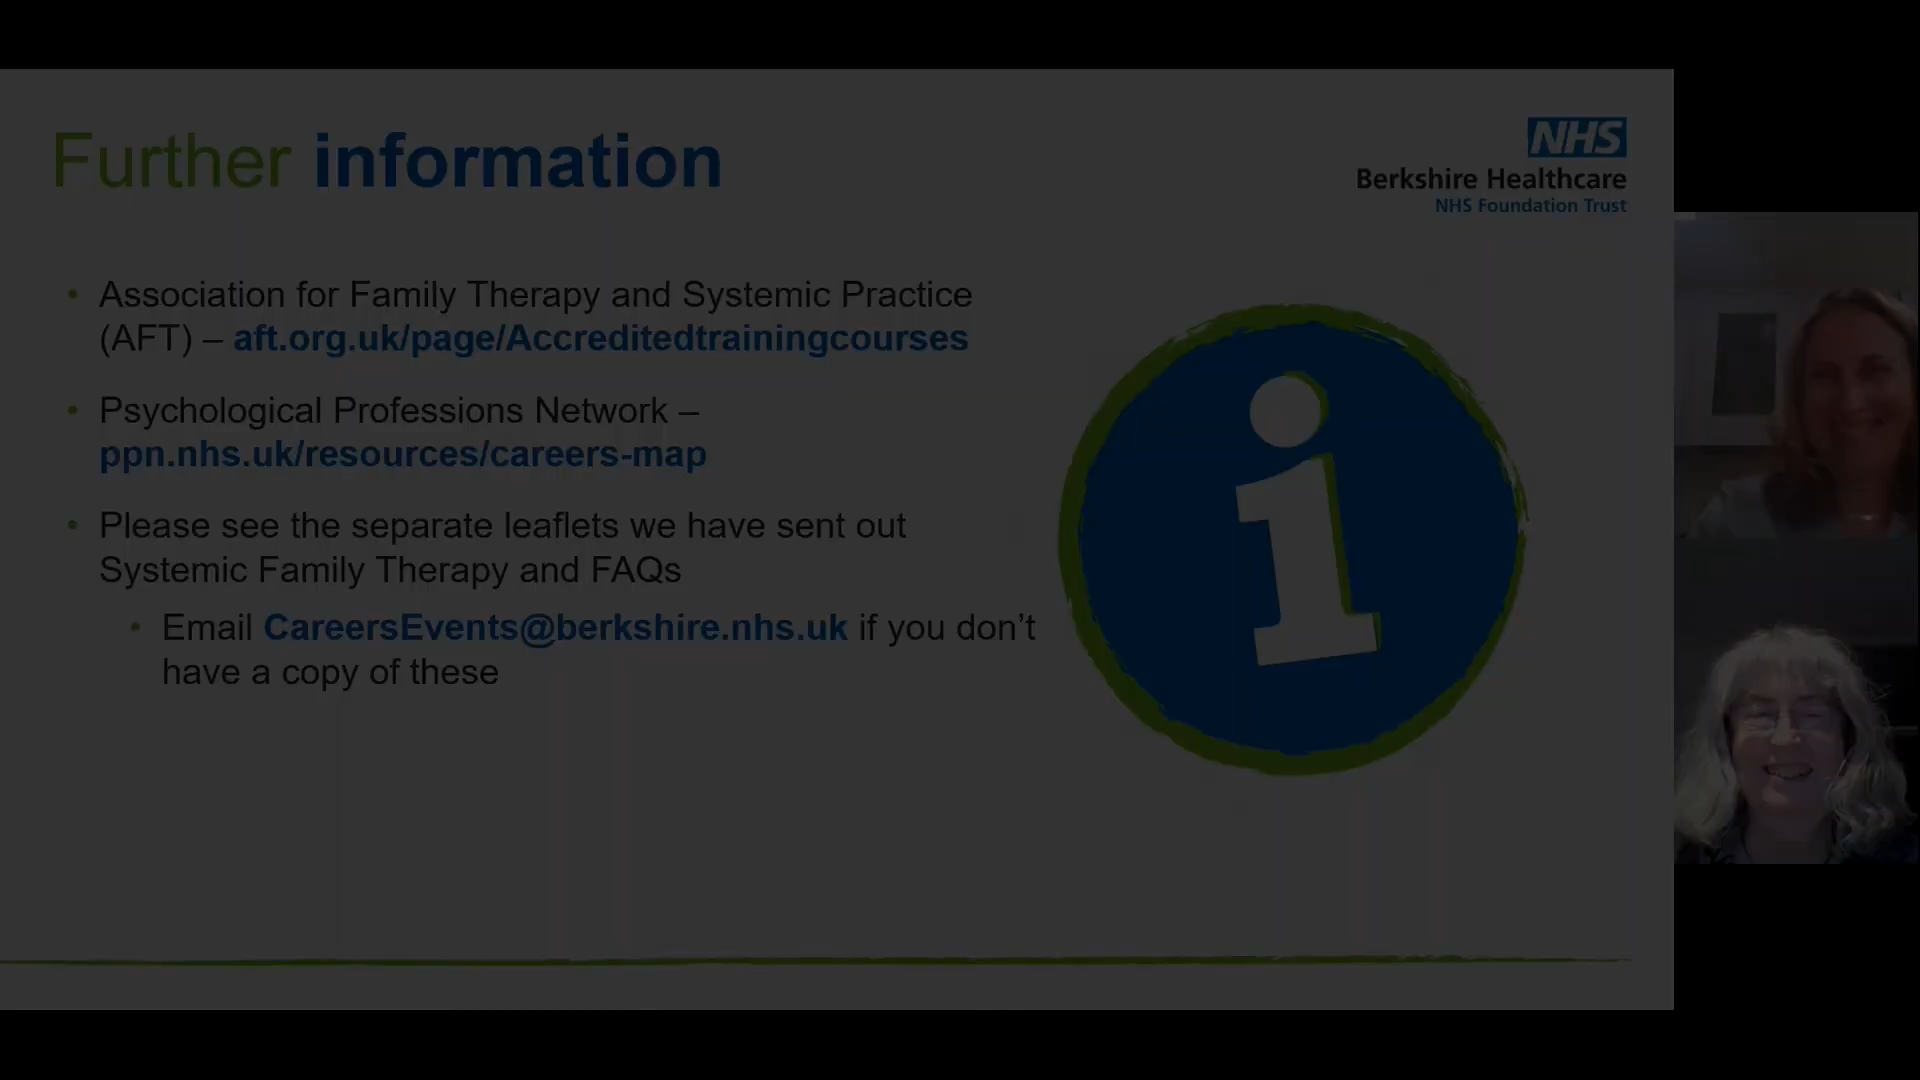 Further information
NHS
Berkshire Healthcare
NHS Foundation Trust
• Association for Family Therapy and Systemic Practice
(AFT) – aft.org.uk/page/Accreditedtrainingcourses
• Psychological Professions Network –
ppn.nhs.uk/resources/careers-map
• Please see the separate leaflets we have sent out
Systemic Family Therapy and FAQs
• Email CareersEvents@berkshire.nhs.uk if you don’t
have a copy of these